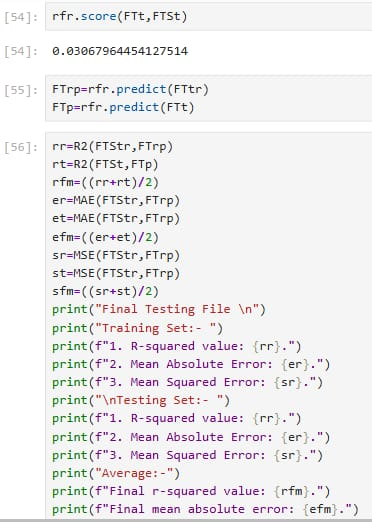 [54]: rfr.score(FTt,FTSt)
[54]: 0.03067964454127514
[55]: FTrp=rfr.predict(FTtr)
FTp=rfr.predict(FTt)
[56]: rr=R2(FTStr,FTrp)
rt=R2(FTSt,FTp)
rfm=((rr+rt)/2)
er=MAE(FTStr,FTrp)
et=MAE(FTStr,FTrp)
efm=((er+et)/2)
sr=MSE(FTStr,FTrp)
st=MSE(FTStr,FTrp)
sfm=((sr+st)/2)
print("Final Testing File \n")
print("Training Set:- ")
print(f"1. R-squared value: {rr}.")
print(f"2. Mean Absolute Error: {er}.")
print(f"3. Mean Squared Error: {sr}.")
print("\nTesting Set:- ")
print(f"1. R-squared value: {rr}.")
print(f"2. Mean Absolute Error: {er}.")
print(f"3. Mean Squared Error: {sr}.")
print("Average:-")
print(f"Final r-squared value: {rfm}.")
print(f"Final mean absolute error: {efm}.")